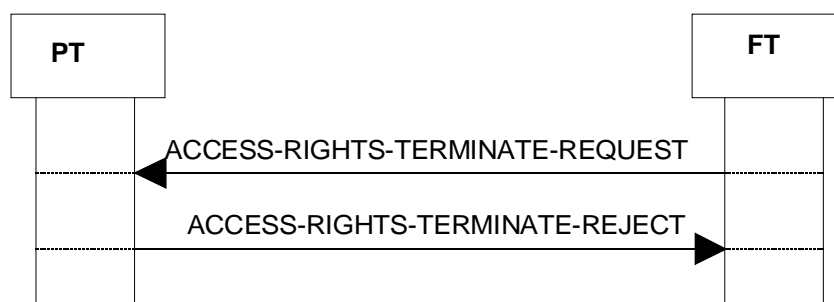 PT
FT
ACCESS-RIGHTS-TERMINATE-REQUEST
ACCESS-RIGHTS-TERMINATE-REJECT